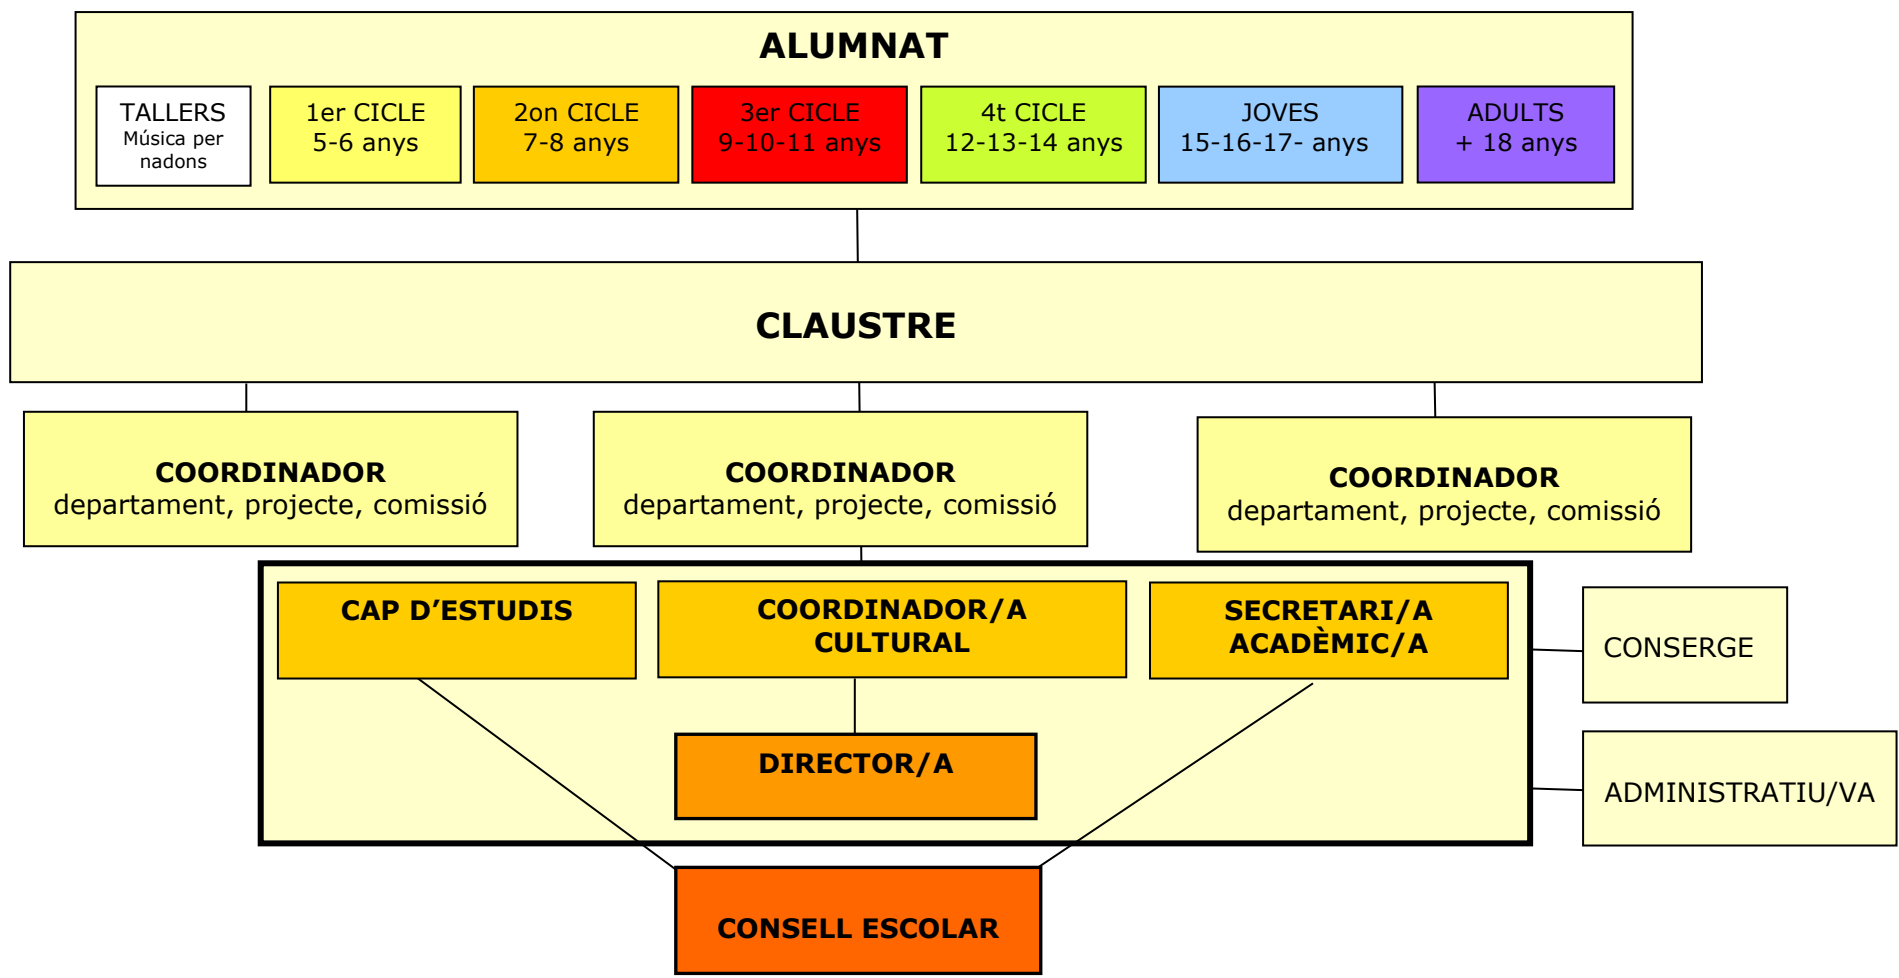 ALUMNAT
TALLERS
Música per
nadons
1er CICLE
5-6 anys
2on CICLE
7-8 anys
3er CICLE
9-10-11 anys
4t CICLE
12-13-14 anys
JOVES
15-16-17- anys
ADULTS
+ 18 anys
CLAUSTRE
COORDINADOR
departament, projecte, comissió
COORDINADOR
departament, projecte, comissió
COORDINADOR
departament, projecte, comissió
CAP D’ESTUDIS
COORDINADOR/A
CULTURAL
SECRETARI/A
ACADÈMIC/A
CONSERGE
DIRECTOR/A
ADMINISTRATIU/VA
CONSELL ESCOLAR